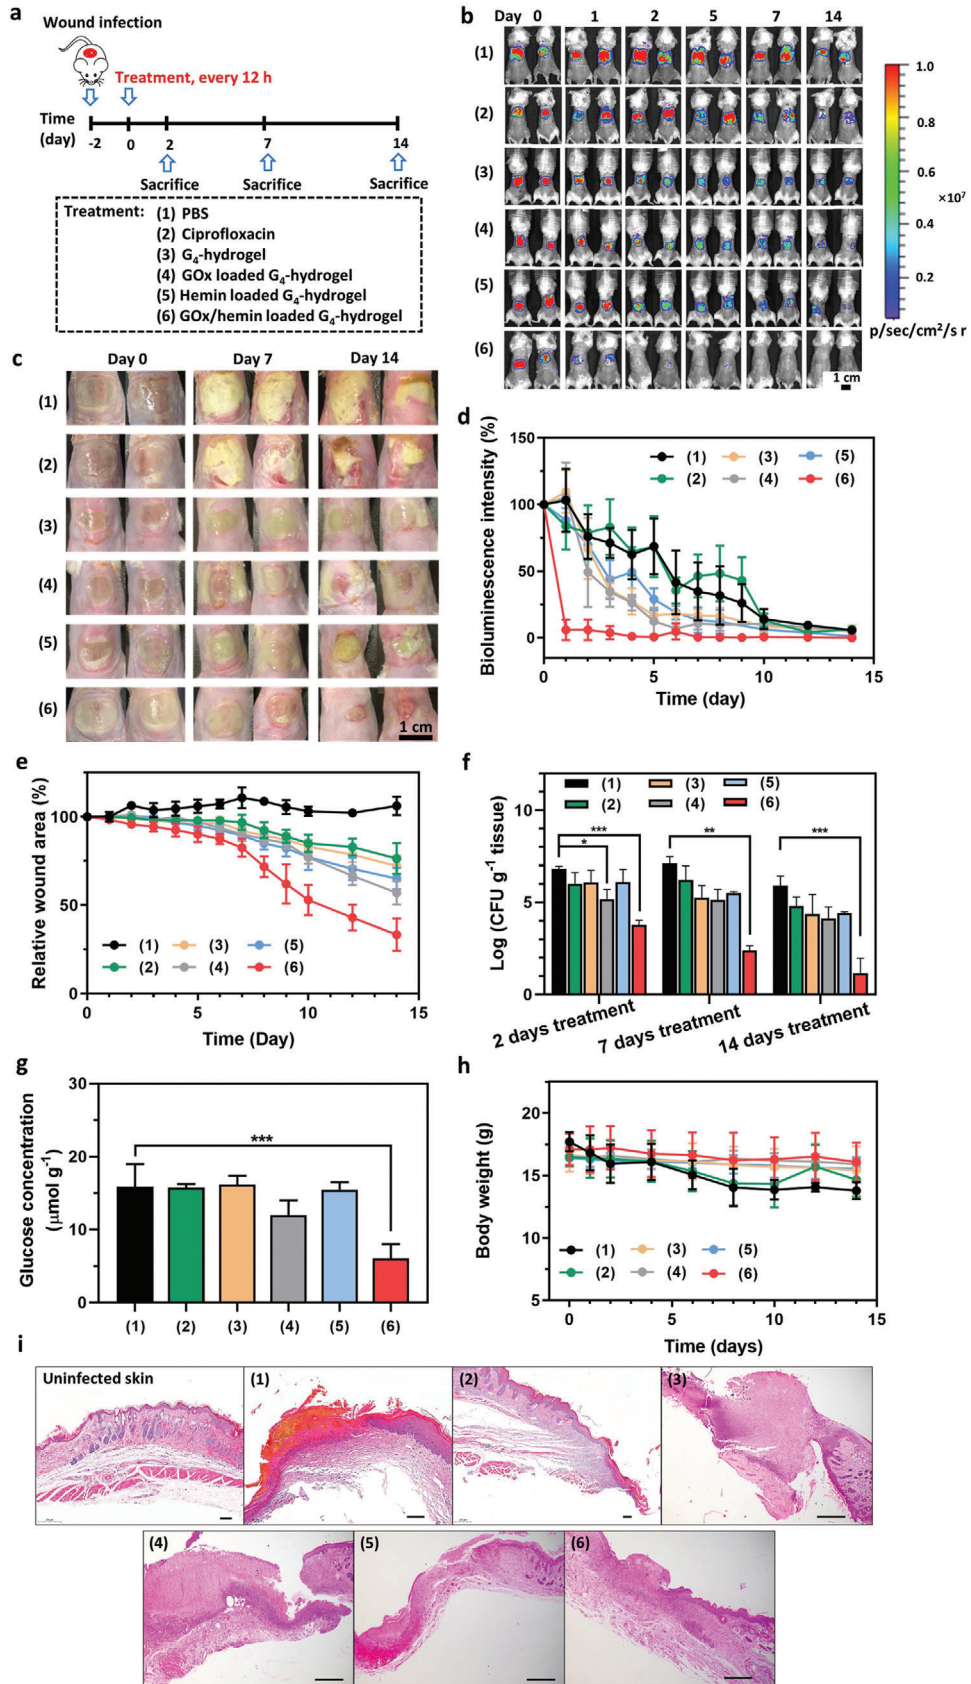 a
Wound infection
Treatment, every 12 h
Time
(day)
-2 0 2 7 14
Sacrifice Sacrifice Sacrifice
Treatment: (1) PBS
(2) Ciprofloxacin
(3) G4-hydrogel
(4) GOx loaded G4-hydrogel
(5) Hemin loaded G4-hydrogel
(6) GOx/hemin loaded G4-hydrogel
b
Day 0 1 2 5 7 14
(1)
(2)
(3)
(4)
(5)
(6)
1 cm
1.0
0.8
0.6
×10⁷
0.4
0.2
p/sec/cm²/s r
c
Day 0 Day 7 Day 14
(1)
(2)
(3)
(4)
(5)
(6)
1 cm
d
Bioluminescence intensity (%)
150
100
50
0
0 5 10 15
Time (day)
(1) (3) (5)
(2) (4) (6)
e
Relative wound area (%)
100
50
0
0 5 10 15
Time (Day)
(1) (3) (5)
(2) (4) (6)
f
Log (CFU g⁻¹ tissue)
10
5
0
(1) (3) (5)
(2) (4) (6)
*** ** ***
*
2 days treatment
7 days treatment
14 days treatment
g
Glucose concentration
(μmol g⁻¹)
30
20
10
0
***
(1) (2) (3) (4) (5) (6)
h
Body weight (g)
20
15
10
5
0 5 10 15
Time (days)
(1) (3) (5)
(2) (4) (6)
i
Uninfected skin (1) (2) (3)
(4) (5) (6)